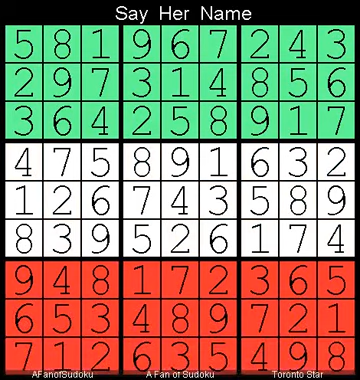 Say Her Name
5 8 1 9 6 7 2 4 3
2 9 7 3 1 4 8 5 6
3 6 4 2 5 8 9 1 7
4 7 5 8 9 1 6 3 2
1 2 6 7 4 3 5 8 9
8 3 9 5 2 6 1 7 4
9 4 8 1 7 2 3 6 5
6 5 3 4 8 9 7 2 1
7 1 2 6 3 5 4 9 8
AFanofSudoku A Fan of Sudoku Toronto Star